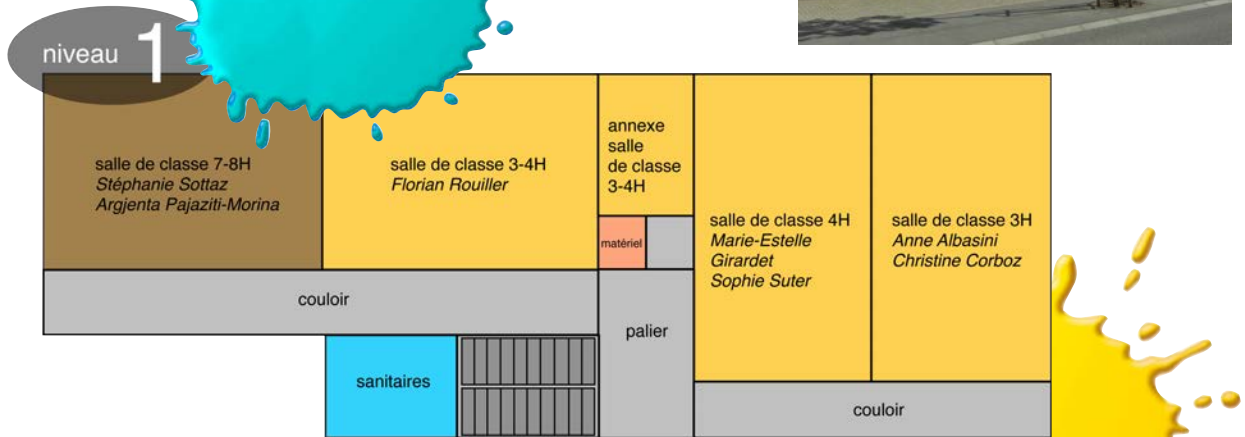 niveau 1
salle de classe 7-8H
Stéphanie Sottaz
Argjenta Pajaziti-Morina
salle de classe 3-4H
Florian Rouiller
annexe
salle
de classe
3-4H
matériel
salle de classe 4H
Marie-Estelle
Girardet
Sophie Suter
salle de classe 3H
Anne Albasini
Christine Corboz
couloir
palier
sanitaires
couloir